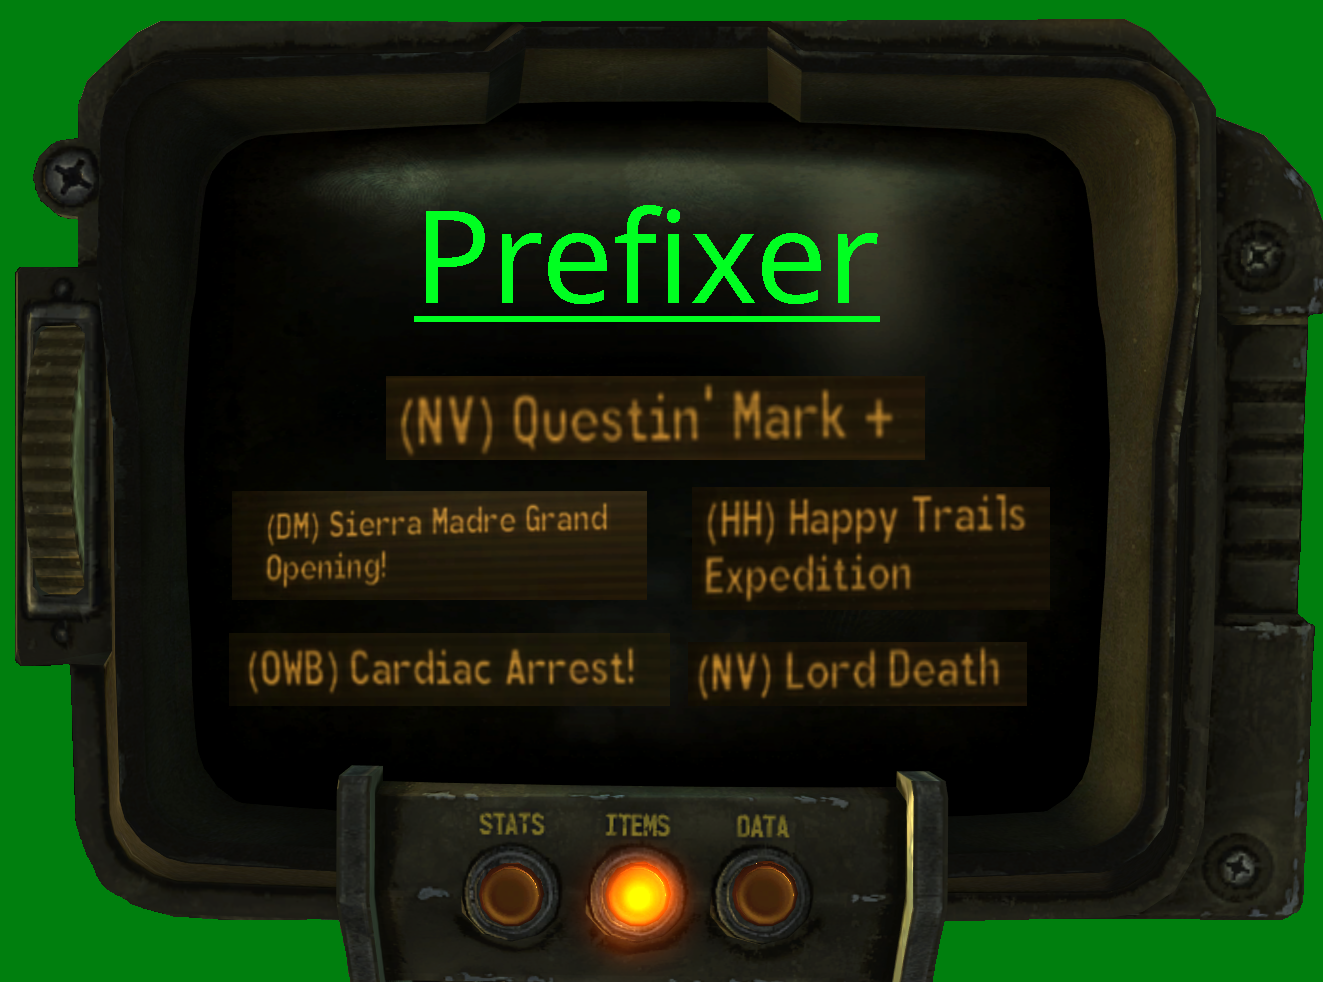 Prefixer
(NV) Questin' Mark +
(DM) Sierra Madre Grand
Opening!
(HH) Happy Trails
Expedition
(OWB) Cardiac Arrest!
(NV) Lord Death
STATS ITEMS DATA